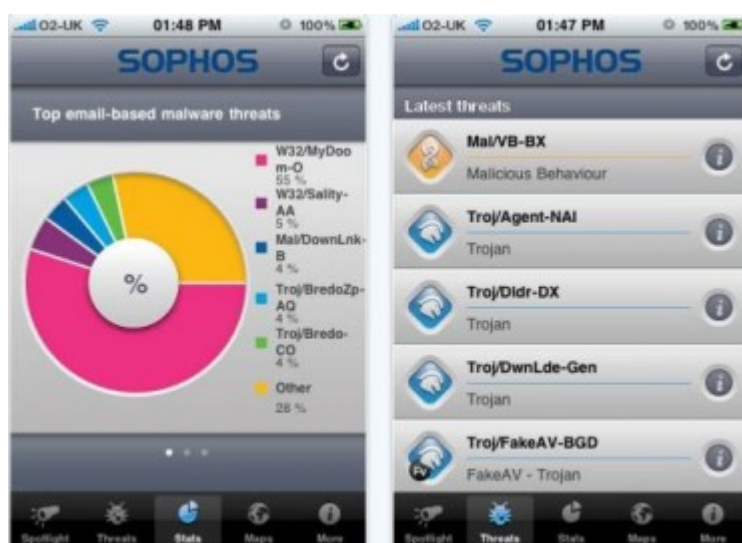 O2-UK 01:48 PM 100%
SOPHOS
Top email-based malware threats
W32/MyDoo
m-O
55 %
W32/Sality-
AA
5 %
Mal/DownLnk-
B
4 %
Troj/BredoZp-
AQ
4 %
Troj/Bredo-
CO
4 %
Other
28 %
%
Spotlight Threats Stats Maps More
O2-UK 01:47 PM 100%
SOPHOS
Latest threats
Mal/VB-BX
Malicious Behaviour
Troj/Agent-NAI
Trojan
Troj/Dldr-DX
Trojan
Troj/DwnLde-Gen
Trojan
Troj/FakeAV-BGD
Fv
FakeAV - Trojan
Spotlight Threats Stats Maps More